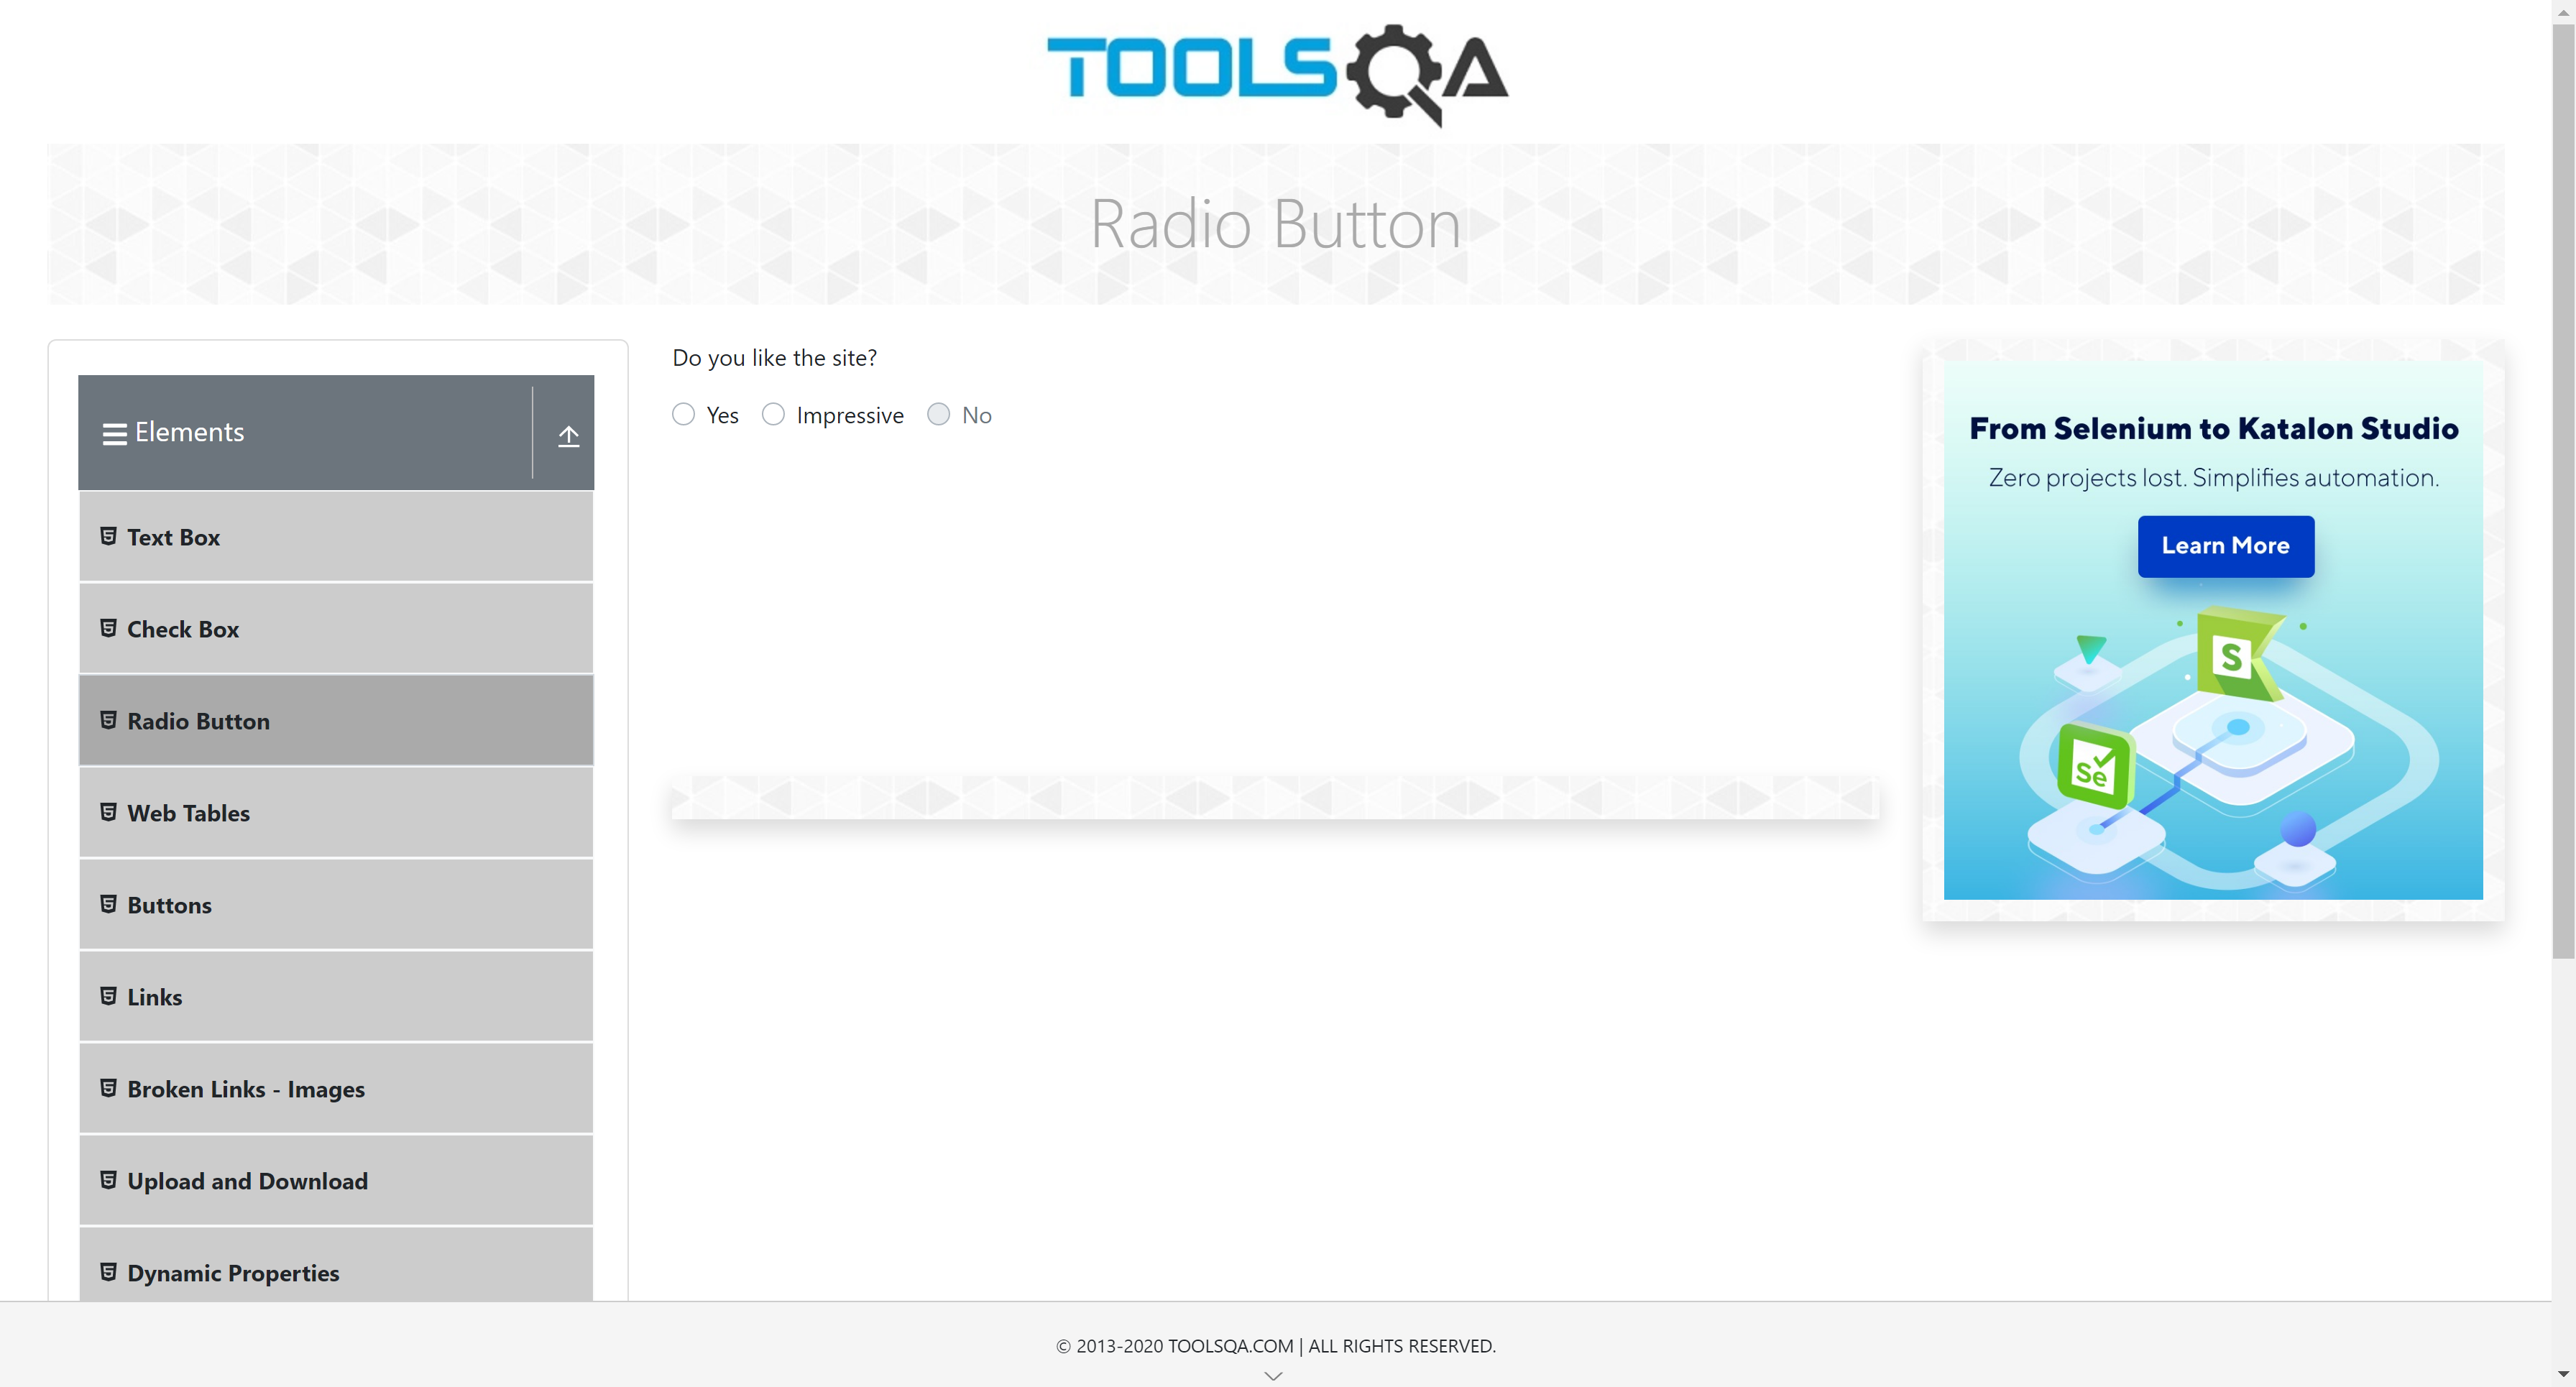 TOOLSQA
Radio Button
Elements
Text Box
Check Box
Radio Button
Web Tables
Buttons
Links
Broken Links - Images
Upload and Download
Dynamic Properties
Do you like the site?
Yes Impressive No
From Selenium to Katalon Studio
Zero projects lost. Simplifies automation.
Learn More
S
Se
© 2013-2020 TOOLSQA.COM | ALL RIGHTS RESERVED.